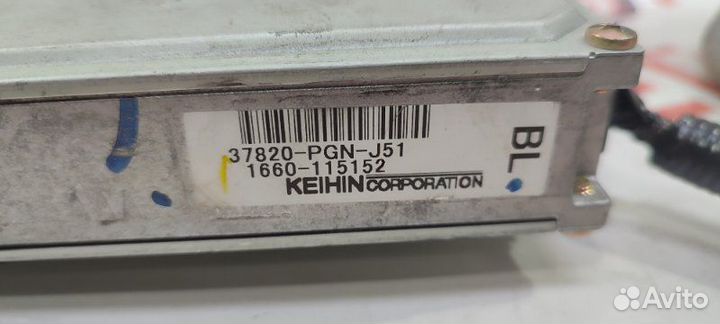 37820-PGN-J51
1660-115152
KEIHIN CORPORATION
BL
Avito